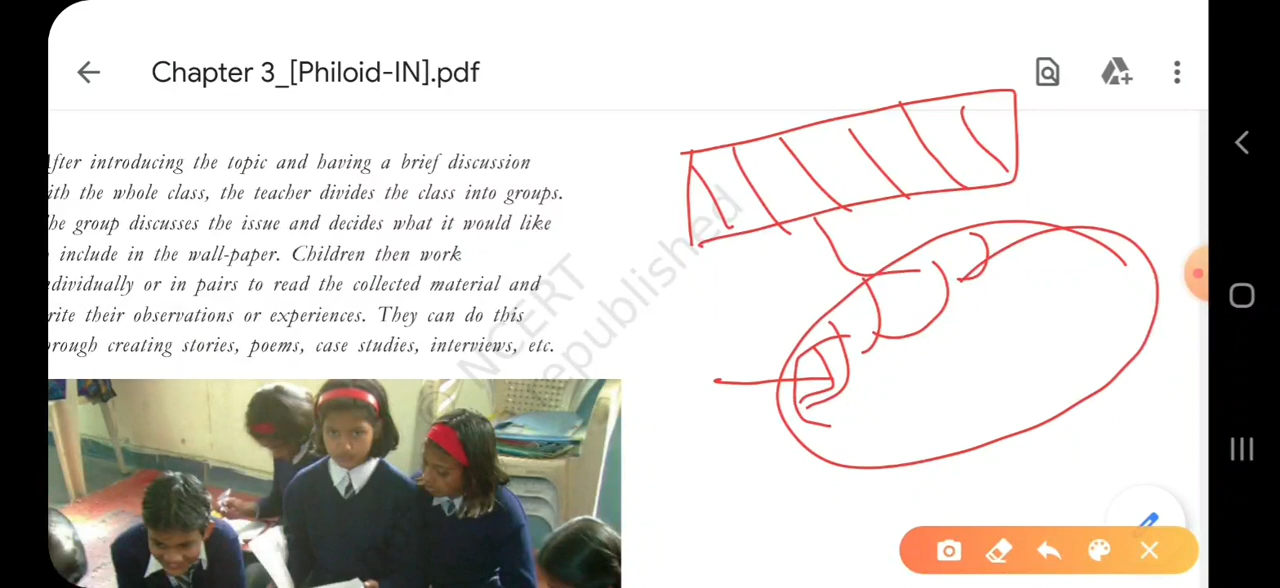 Chapter 3_[Philoid-IN].pdf
fter introducing the topic and having a brief discussion
ith the whole class, the teacher divides the class into groups.
he group discusses the issue and decides what it would like
include in the wall-paper. Children then work
dividually or in pairs to read the collected material and
rite their observations or experiences. They can do this
rough creating stories, poems, case studies, interviews, etc.
© NCERT
republished